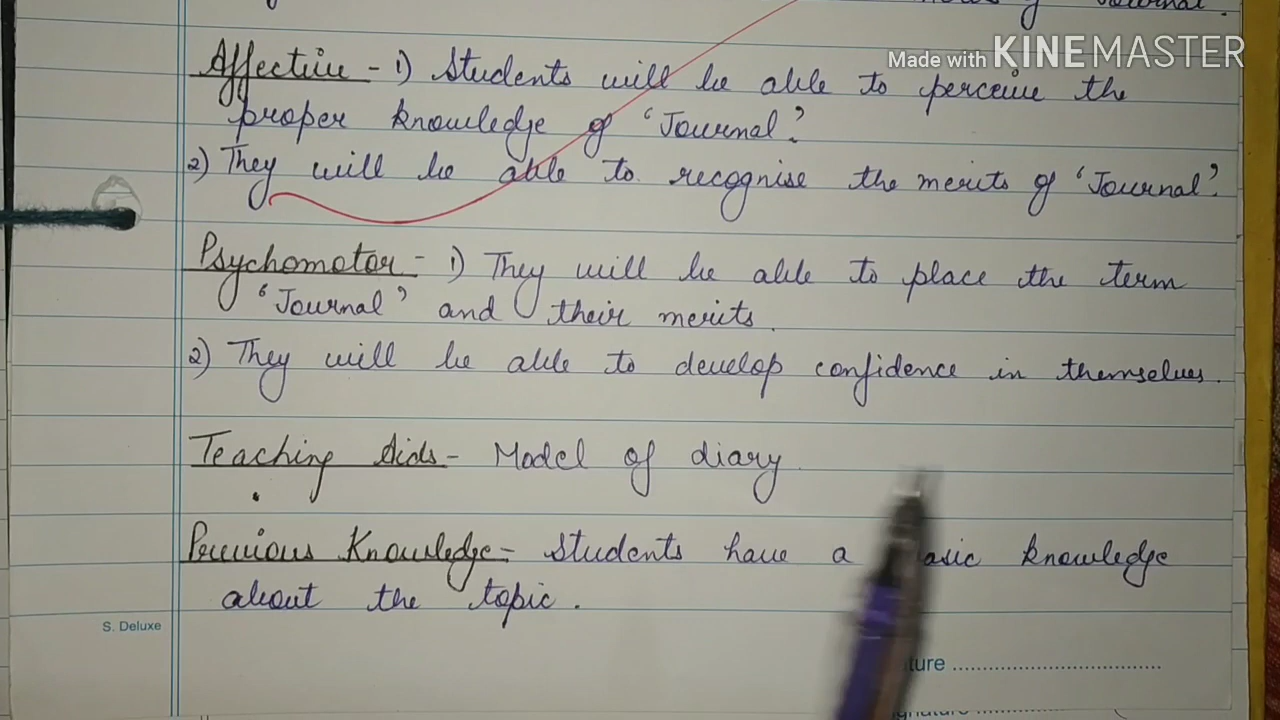 Journal.
Made with KINEMASTER
Affective - 1) Students will be able to perceive the
proper knowledge of 'Journal'.
2) They will be able to recognise the merits of 'Journal'.
Psychomotor - 1) They will be able to place the term
'Journal' and their merits.
2) They will be able to develop confidence in themselves.
Teaching Aids - Model of diary
Previous Knowledge - Students have a basic knowledge
about the topic.
S. Deluxe
ture ....................................